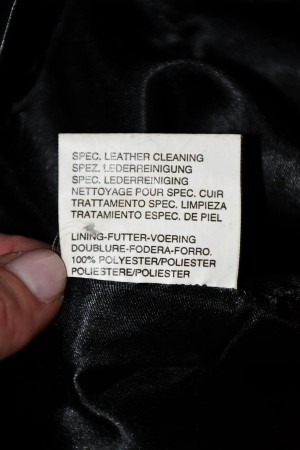 SPEC. LEATHER CLEANING
SPEZ. LEDERREINIGUNG
SPEC. LEDERREINIGING
NETTOYAGE POUR SPEC. CUIR
TRATTAMENTO SPEC. LIMPIEZA
TRATAMIENTO ESPEC. DE PIEL
LINING-FUTTER-VOERING
DOUBLURE-FODERA-FORRO.
100% POLYESTER/POLIESTER
POLIESTERE/POLIESTER